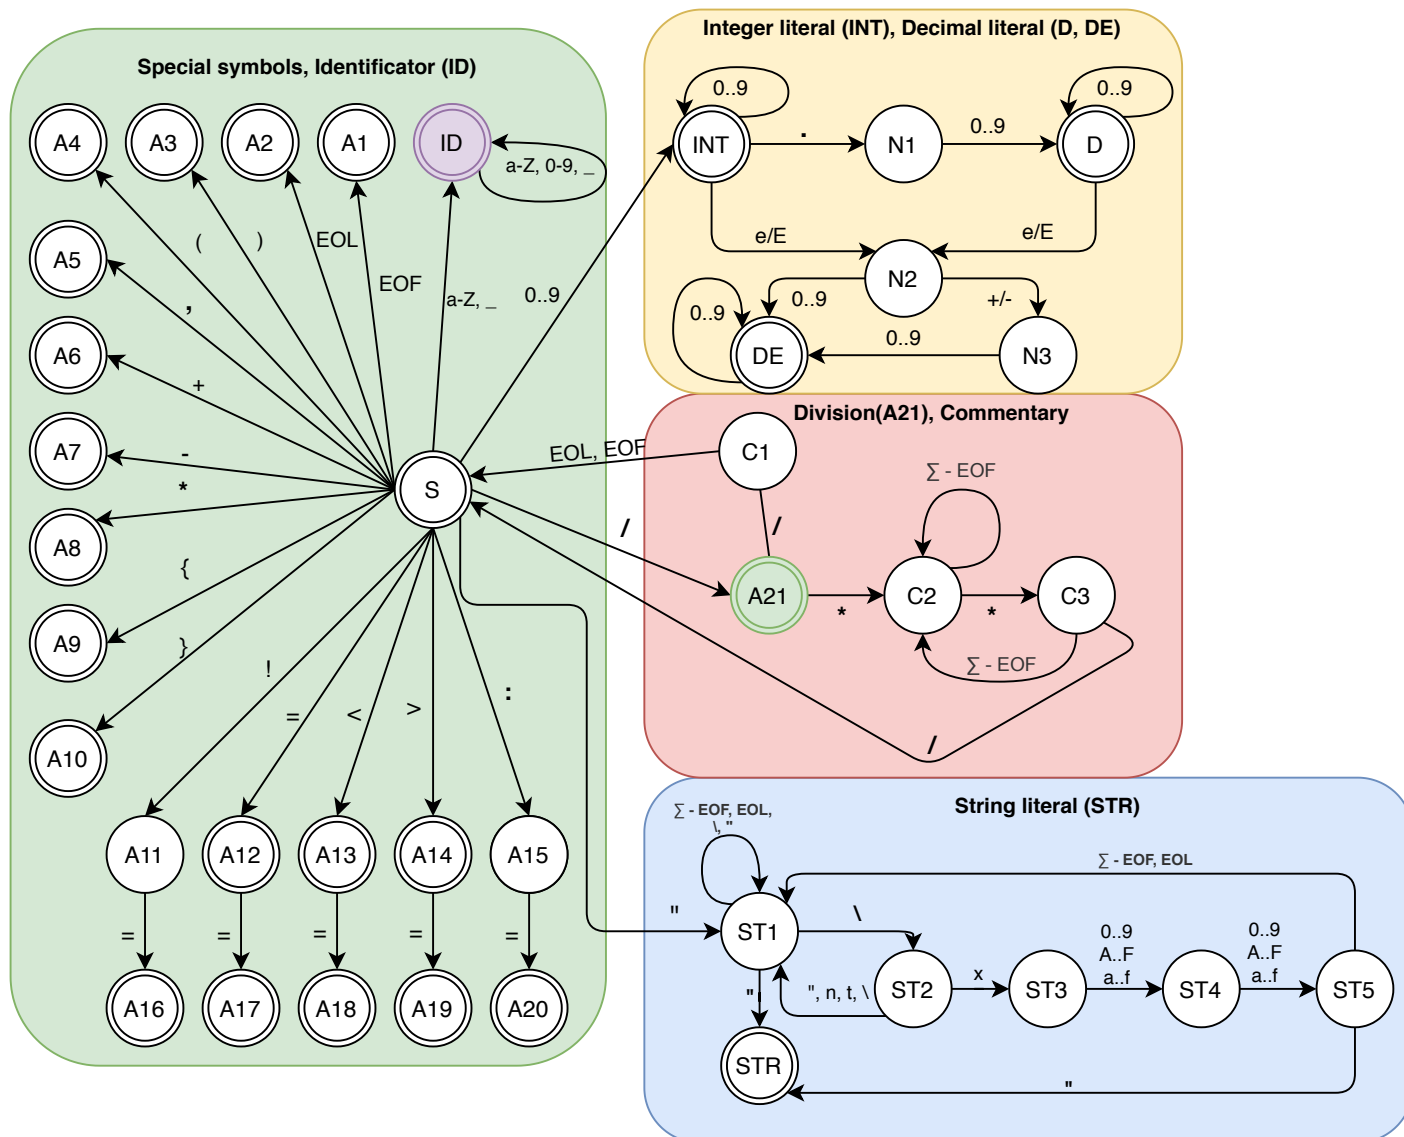 Special symbols, Identificator (ID)
A4
A3
A2
A1
ID
a-Z, 0-9, _
(
)
EOL
EOF
a-Z, _
0..9
A5
,
A6
+
A7
-
*
A8
{
A9
}
A10
S
!
=
<
>
:
A11
A12
A13
A14
A15
=
=
=
=
=
A16
A17
A18
A19
A20
Integer literal (INT), Decimal literal (D, DE)
0..9
0..9
INT
.
N1
0..9
D
e/E
e/E
N2
0..9
0..9
+/-
DE
0..9
N3
Division(A21), Commentary
EOL, EOF
C1
∑ - EOF
/
/
A21
*
C2
*
C3
∑ - EOF
/
String literal (STR)
∑ - EOF, EOL,
\, "
∑ - EOF, EOL
"
ST1
\
", n, t, \
ST2
x
ST3
0..9
A..F
a..f
ST4
0..9
A..F
a..f
ST5
"
STR
"